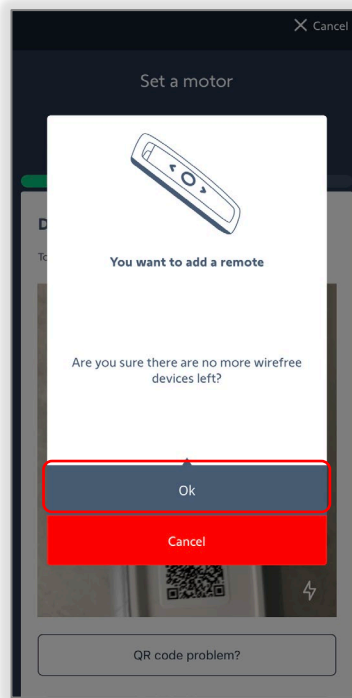 Cancel
Set a motor
D
To
You want to add a remote
Are you sure there are no more wirefree
devices left?
Ok
Cancel
QR code problem?